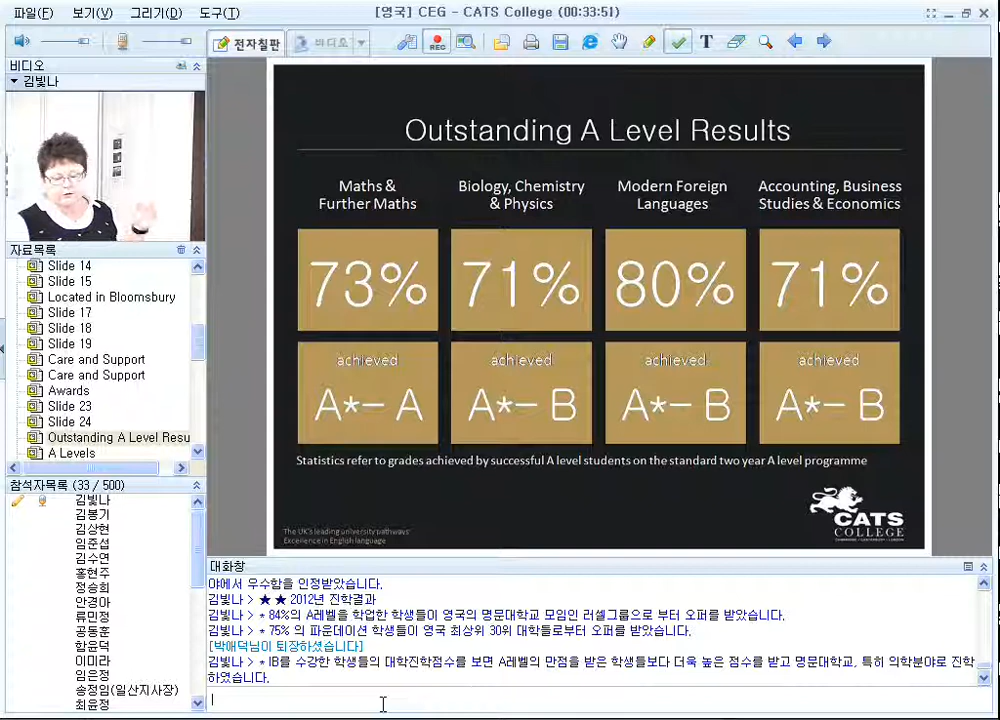 파일(F) 보기(V) 그리기(D) 도구(T) [영국] CEG - CATS College (00:33:51)
전자칠판 비디오 REC T
비디오
김빛나
자료목록
Slide 14
Slide 15
Located in Bloomsbury
Slide 17
Slide 18
Slide 19
Care and Support
Care and Support
Awards
Slide 23
Slide 24
Outstanding A Level Resu
A Levels
참석자목록 (33 / 500)
김빛나
김봉기
김상현
임준섭
김수연
홍현주
정승희
안경아
류민정
공동훈
함윤덕
이미라
임은정
송정임(일산지사장)
최윤정
Outstanding A Level Results
Maths &
Further Maths
73%
achieved
A*– A
Biology, Chemistry
& Physics
71%
achieved
A*– B
Modern Foreign
Languages
80%
achieved
A*– B
Accounting, Business
Studies & Economics
71%
achieved
A*– B
Statistics refer to grades achieved by successful A level students on the standard two year A level programme
The UK's leading university pathways
Excellence in English language
CATS
COLLEGE
대화창
야에서 우수함을 인정받았습니다.
김빛나 > ★★ 2012년 진학결과
김빛나 > * 84%의 A레벨을 학업한 학생들이 영국의 명문대학교 모임인 러셀그룹으로 부터 오퍼를 받았습니다.
김빛나 > * 75% 의 파운데이션 학생들이 영국 최상위 30위 대학들로부터 오퍼를 받았습니다.
[박애덕님이 퇴장하셨습니다]
김빛나 > * IB를 수강한 학생들의 대학진학점수를 보면 A레벨의 만점을 받은 학생들보다 더욱 높은 점수를 받고 명문대학교, 특히 의학분야로 진학
하였습니다.